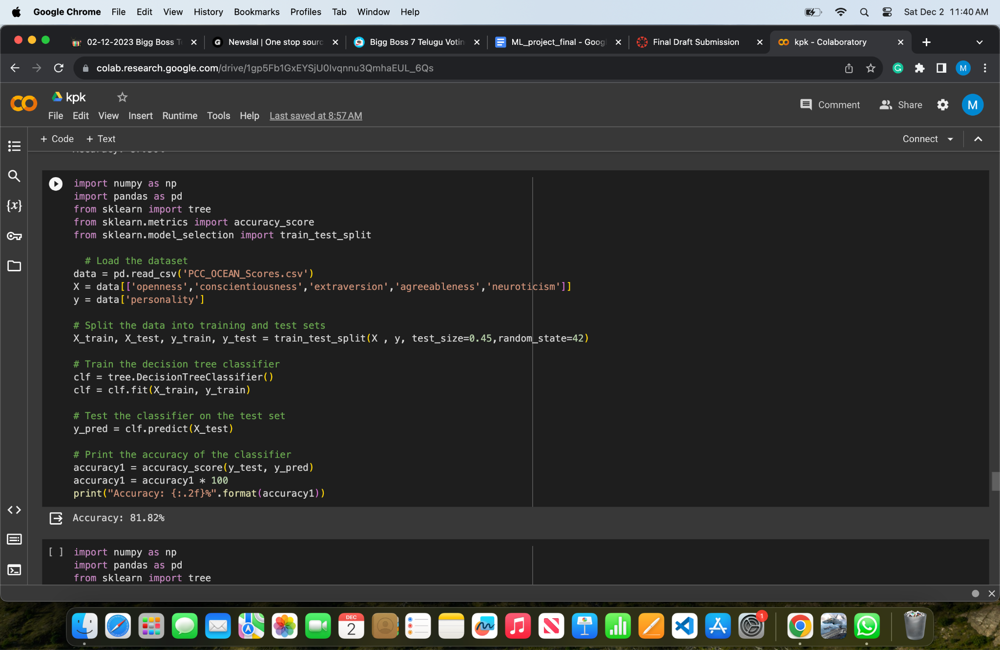 Google Chrome File Edit View History Bookmarks Profiles Tab Window Help Sat Dec 2 11:40 AM
02-12-2023 Bigg Boss Newslal | One stop sourc Bigg Boss 7 Telugu Votin ML_project_final - Goog Final Draft Submission kpk - Colaboratory
colab.research.google.com/drive/1gp5Fb1GxEYSjU0lvqnnu3QmhaEUL_6Qs G M
kpk
Comment Share M
File Edit View Insert Runtime Tools Help Last saved at 8:57 AM
+ Code + Text Connect
import numpy as np
import pandas as pd
from sklearn import tree
from sklearn.metrics import accuracy_score
from sklearn.model_selection import train_test_split
# Load the dataset
data = pd.read_csv('PCC_OCEAN_Scores.csv')
X = data[['openness','conscientiousness','extraversion','agreeableness','neuroticism']]
y = data['personality']
# Split the data into training and test sets
X_train, X_test, y_train, y_test = train_test_split(X , y, test_size=0.45,random_state=42)
# Train the decision tree classifier
clf = tree.DecisionTreeClassifier()
clf = clf.fit(X_train, y_train)
# Test the classifier on the test set
y_pred = clf.predict(X_test)
# Print the accuracy of the classifier
accuracy1 = accuracy_score(y_test, y_pred)
accuracy1 = accuracy1 * 100
print("Accuracy: {:.2f}%".format(accuracy1))
Accuracy: 81.82%
[ ] import numpy as np
import pandas as pd
from sklearn import tree
DEC
2
1